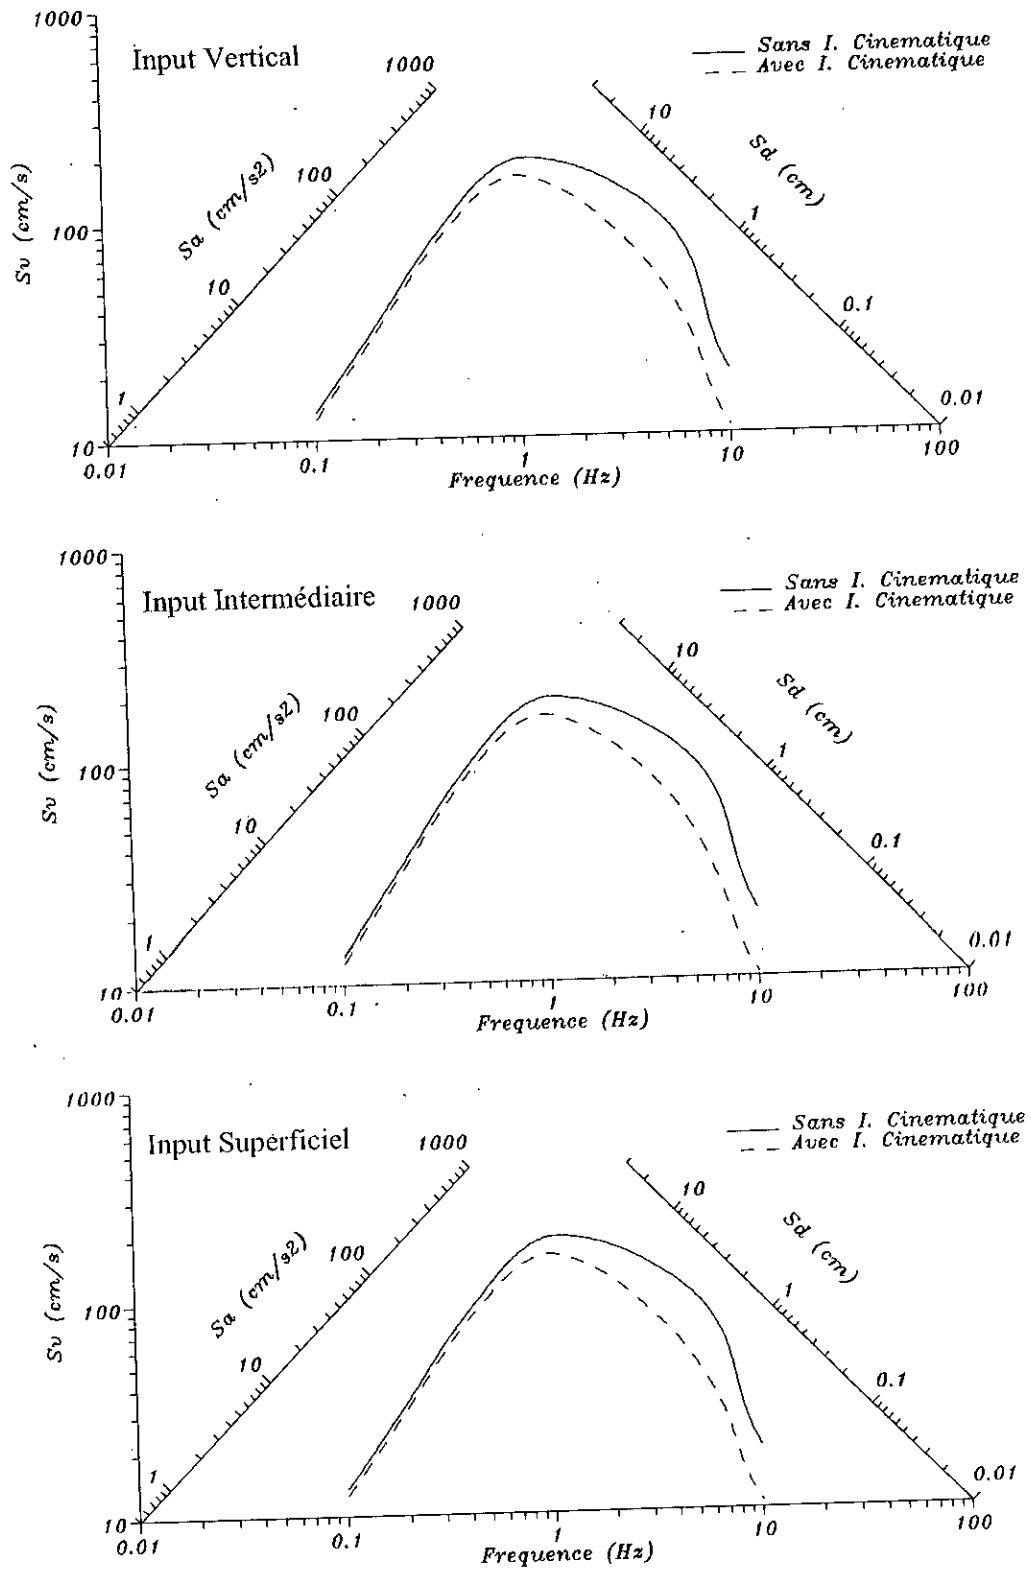 1000
Input Vertical
1000
Sans I. Cinematique
Avec I. Cinematique
10
Sd (cm)
Sa (cm/s2)
100
Sv (cm/s)
100
1
10
0.1
1
0.01
10
0.01
0.1
1
10
100
Frequence (Hz)
1000
Input Intermédiaire
1000
Sans I. Cinematique
Avec I. Cinematique
10
Sd (cm)
Sa (cm/s2)
100
Sv (cm/s)
100
1
10
0.1
1
0.01
10
0.01
0.1
1
10
100
Frequence (Hz)
1000
Input Superficiel
1000
Sans I. Cinematique
Avec I. Cinematique
10
Sd (cm)
Sa (cm/s2)
100
Sv (cm/s)
100
1
10
0.1
1
0.01
10
0.01
0.1
1
10
100
Frequence (Hz)